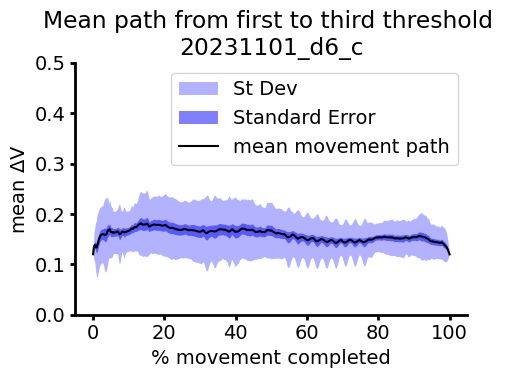 Mean path from first to third threshold
20231101_d6_c
St Dev
Standard Error
mean movement path
mean ΔV
0.5
0.4
0.3
0.2
0.1
0.0
0 20 40 60 80 100
% movement completed